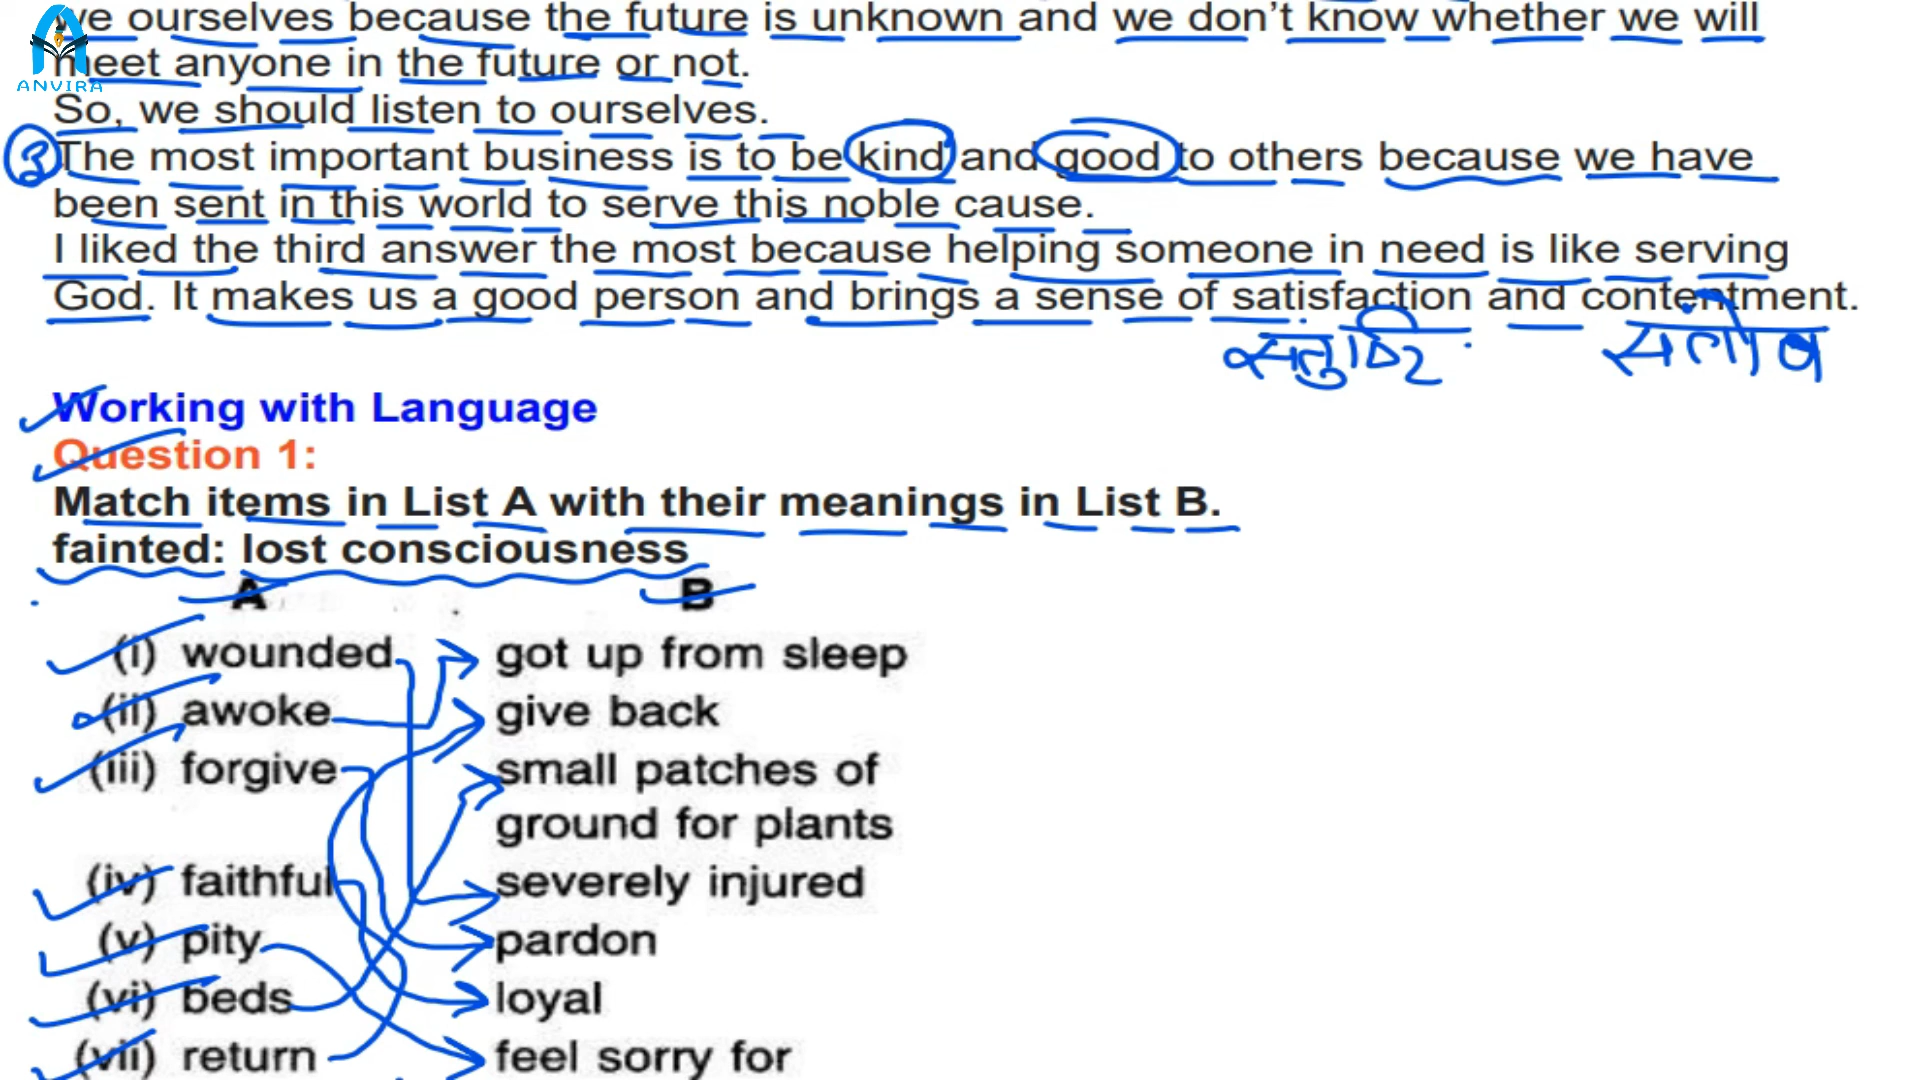 we ourselves because the future is unknown and we don't know whether we will
meet anyone in the future or not.
ANVIRA
So, we should listen to ourselves.
3 The most important business is to be kind and good to others because we have
been sent in this world to serve this noble cause.
I liked the third answer the most because helping someone in need is like serving
God. It makes us a good person and brings a sense of satisfaction and contentment.
Working with Language
Question 1:
Match items in List A with their meanings in List B.
fainted: lost consciousness
A B
(i) wounded got up from sleep
(ii) awoke give back
(iii) forgive small patches of
ground for plants
(iv) faithful severely injured
(v) pity pardon
(vi) beds loyal
(vii) return feel sorry for